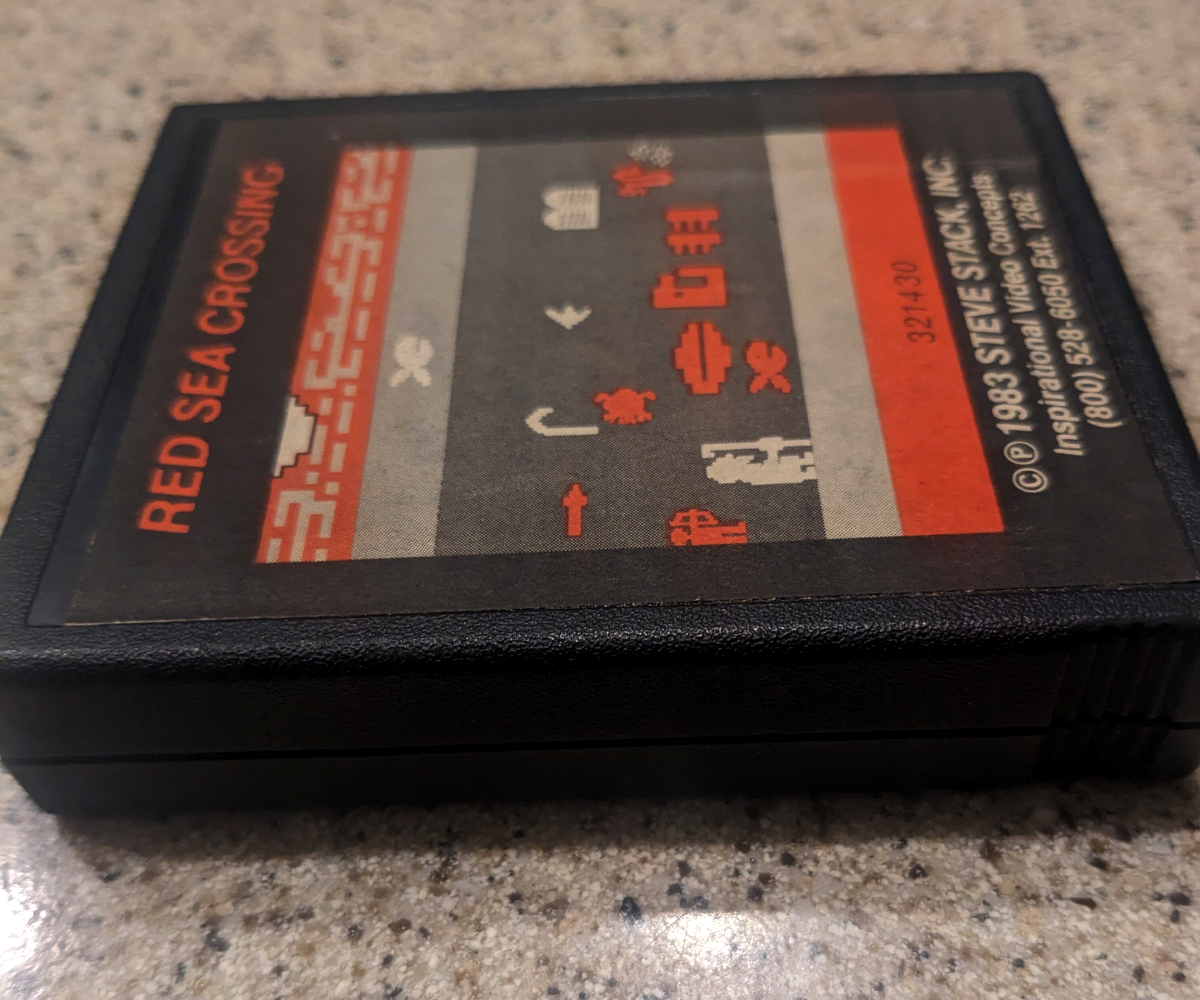 RED SEA CROSSING
321430
©℗ 1983 STEVE STACK, INC.
Inspirational Video Concepts
(800) 528-6050 Ext. 1262